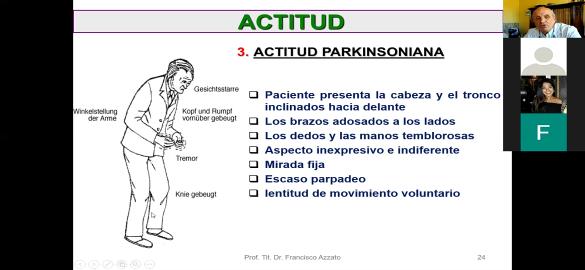 ACTITUD
3. ACTITUD PARKINSONIANA
Gesichtsstarre
Winkelstellung
der Arme
Kopf und Rumpf
vornüber gebeugt
Tremor
Knie gebeugt
Paciente presenta la cabeza y el tronco
inclinados hacia delante
Los brazos adosados a los lados
Los dedos y las manos temblorosas
Aspecto inexpresivo e indiferente
Mirada fija
Escaso parpadeo
lentitud de movimiento voluntario
Prof. Tit. Dr. Francisco Azzato
24
F